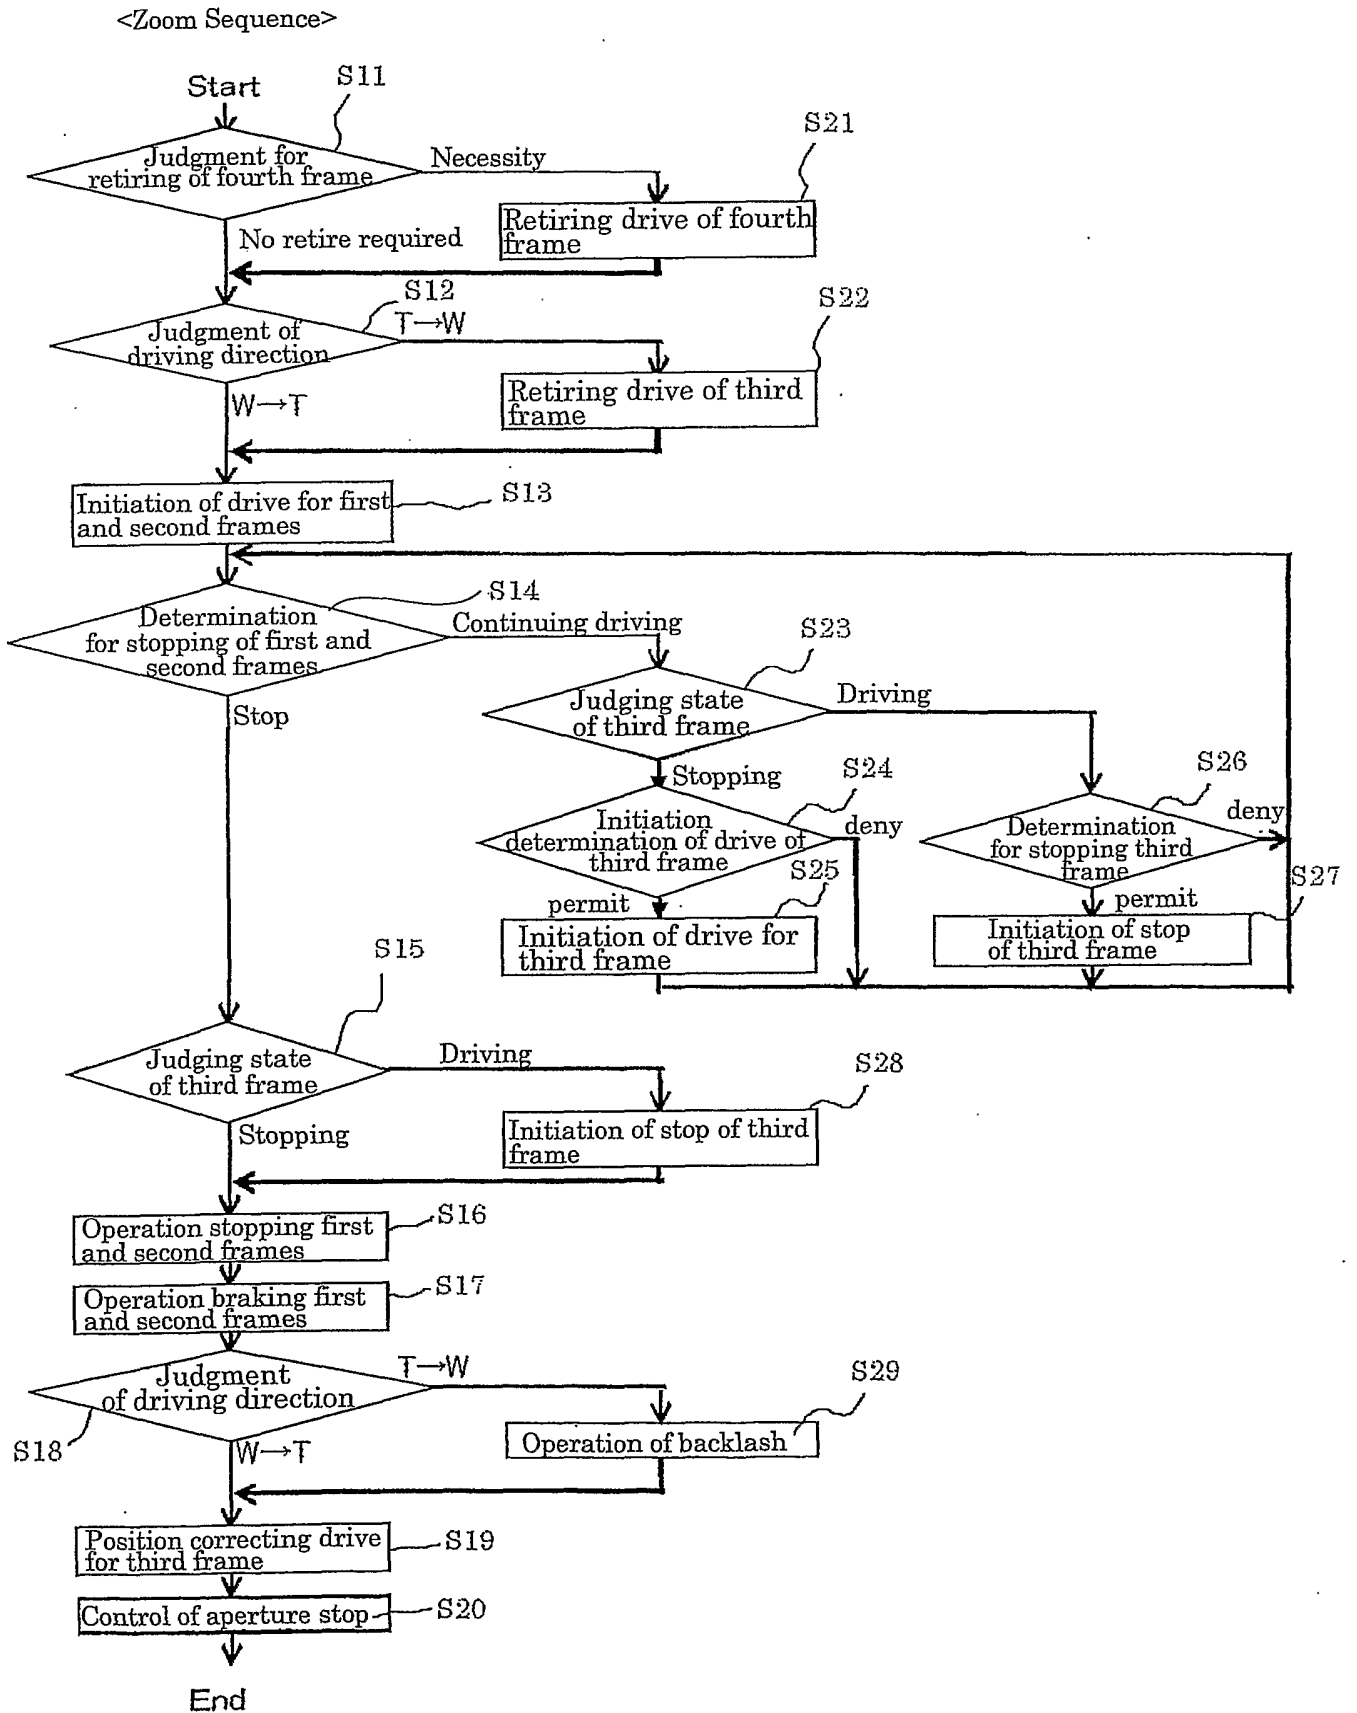 <Zoom Sequence>
Start
S11
Judgment for
retiring of fourth frame
Necessity
S21
Retiring drive of fourth
frame
No retire required
S12
Judgment of
driving direction
T→W
S22
Retiring drive of third
frame
W→T
Initiation of drive for first
and second frames
S13
S14
Determination
for stopping of first and
second frames
Continuing driving
S23
Judging state
of third frame
Driving
Stop
Stopping
S24
Initiation
determination of drive of
third frame
deny
S26
Determination
for stopping third
frame
deny
S25
permit
Initiation of drive for
third frame
S27
permit
Initiation of stop
of third frame
S15
Judging state
of third frame
Driving
S28
Initiation of stop of third
frame
Stopping
Operation stopping first
and second frames
S16
Operation braking first
and second frames
S17
Judgment
of driving direction
T→W
S29
Operation of backlash
S18
W→T
Position correcting drive
for third frame
S19
Control of aperture stop
S20
End